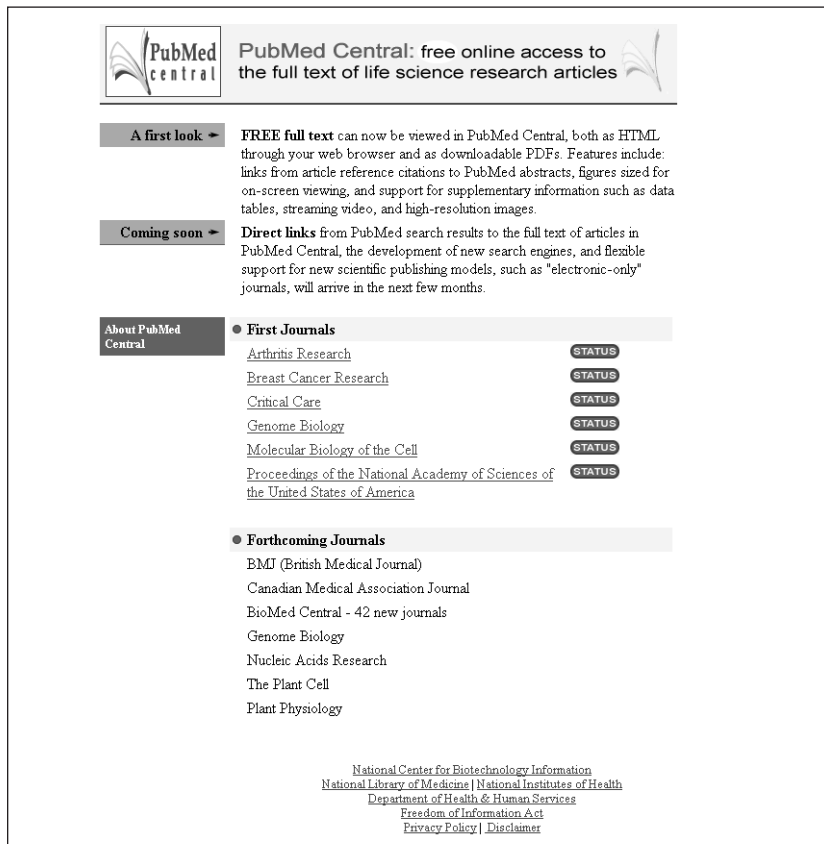 PubMed
central
PubMed Central: free online access to
the full text of life science research articles
A first look
FREE full text can now be viewed in PubMed Central, both as HTML
through your web browser and as downloadable PDFs. Features include:
links from article reference citations to PubMed abstracts, figures sized for
on-screen viewing, and support for supplementary information such as data
tables, streaming video, and high-resolution images.
Coming soon
Direct links from PubMed search results to the full text of articles in
PubMed Central, the development of new search engines, and flexible
support for new scientific publishing models, such as "electronic-only"
journals, will arrive in the next few months.
About PubMed
Central
First Journals
Arthritis Research STATUS
Breast Cancer Research STATUS
Critical Care STATUS
Genome Biology STATUS
Molecular Biology of the Cell STATUS
Proceedings of the National Academy of Sciences of STATUS
the United States of America
Forthcoming Journals
BMJ (British Medical Journal)
Canadian Medical Association Journal
BioMed Central - 42 new journals
Genome Biology
Nucleic Acids Research
The Plant Cell
Plant Physiology
National Center for Biotechnology Information
National Library of Medicine | National Institutes of Health
Department of Health & Human Services
Freedom of Information Act
Privacy Policy | Disclaimer